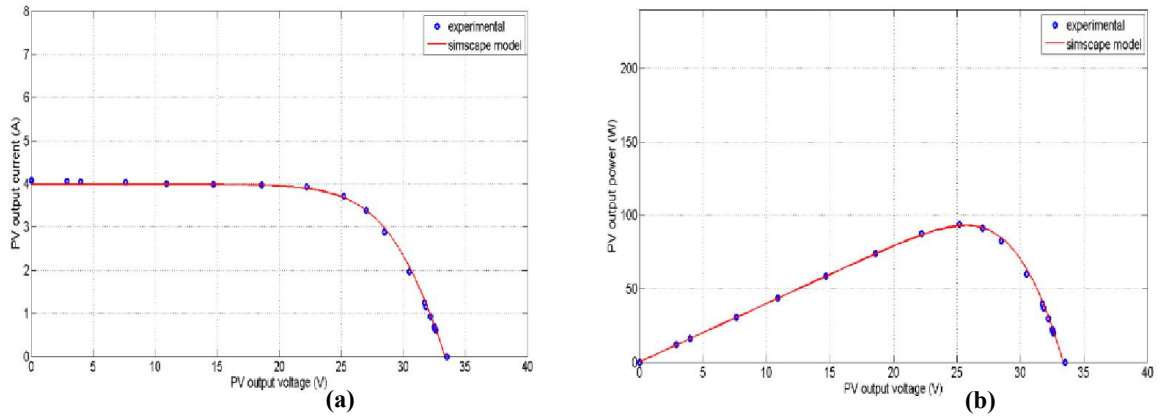 8
7
6
5
4
3
2
1
0
PV output current (A)
experimental
simscape model
0 5 10 15 20 25 30 35 40
PV output voltage (V)
(a)
200
150
100
50
0
PV output power (W)
experimental
simscape model
0 5 10 15 20 25 30 35 40
PV output voltage (V)
(b)